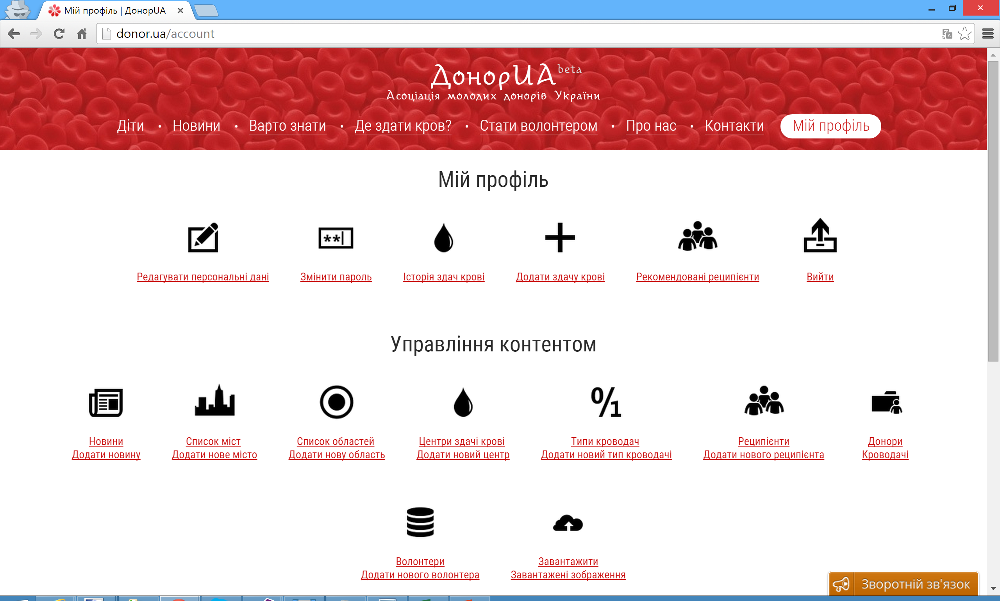 Мій профіль | ДонорUA
donor.ua/account
ДонорUA beta
Асоціація молодих донорів України
Діти · Новини · Варто знати · Де здати кров? · Стати волонтером · Про нас · Контакти Мій профіль
Мій профіль
**|
Редагувати персональні дані Змінити пароль Історія здач крові Додати здачу крові Рекомендовані реципієнти Вийти
Управління контентом
0/1
Новини Список міст Список областей Центри здачі крові Типи кроводач Реципієнти Донори
Додати новину Додати нове місто Додати нову область Додати новий центр Додати новий тип кроводачі Додати нового реципієнта Кроводачі
Волонтери Завантажити
Додати нового волонтера Завантажені зображення
Зворотній зв'язок